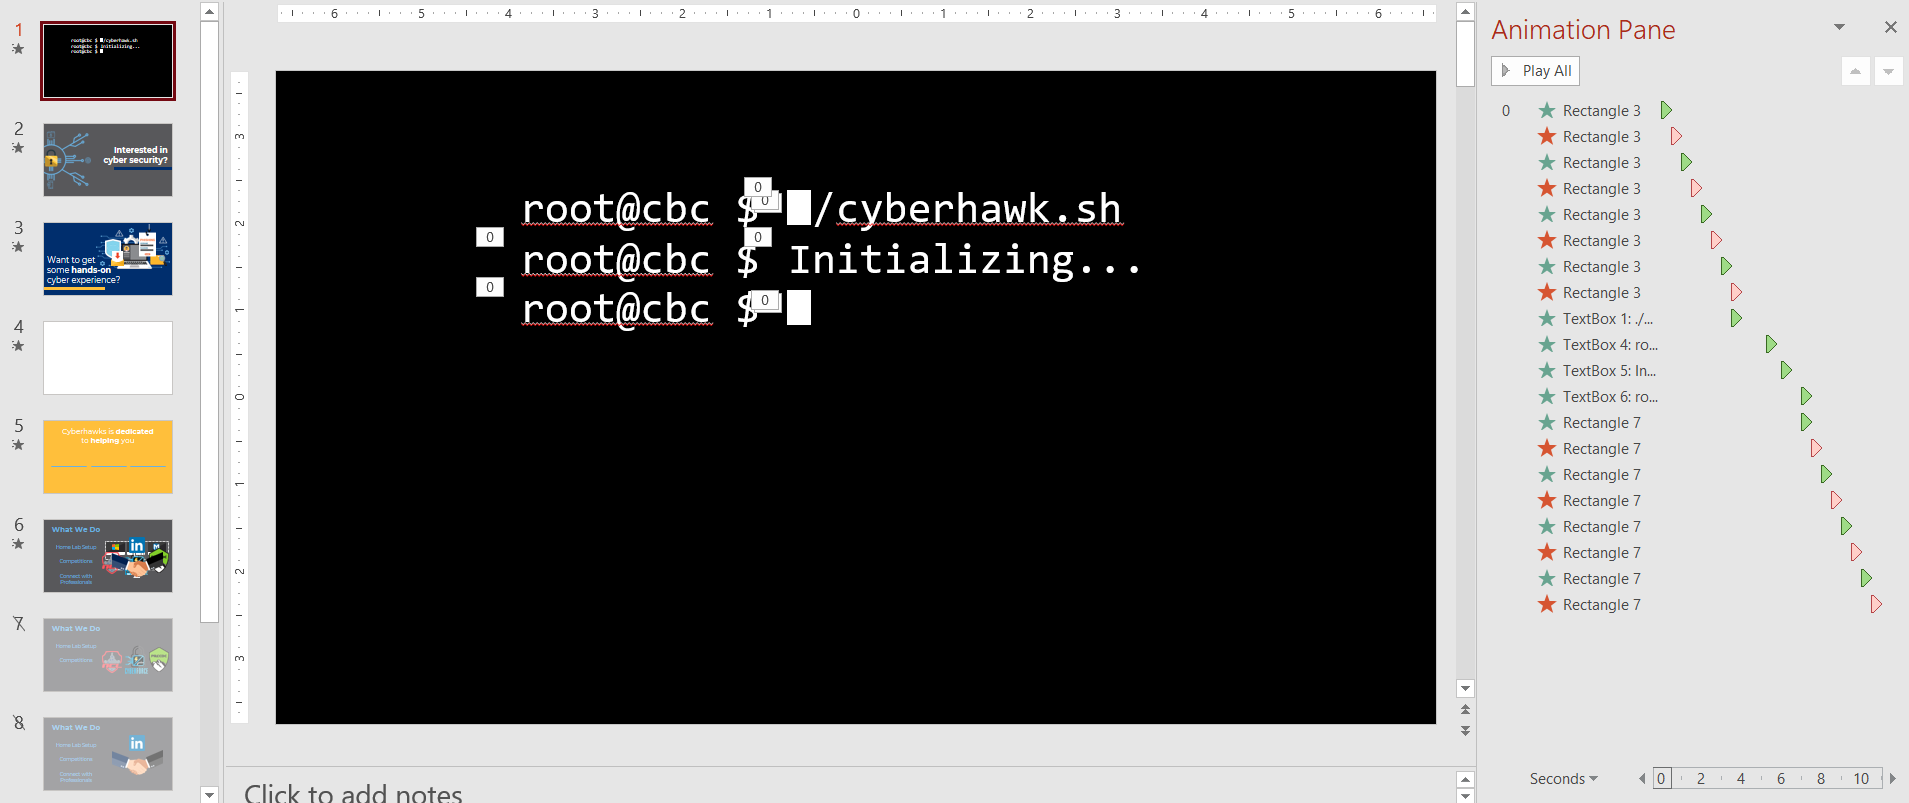 1
root@cbc $ /cyberhawk.sh
root@cbc $ Initializing...
root@cbc $
2
Interested in
cyber security?
3
Want to get
some hands-on
cyber experience?
4
5
Cyberhawks is dedicated
to helping you
6
What We Do
Home Lab Setup
Competitions
Connect with
Professionals
7
What We Do
Home Lab Setup
Competitions
8
What We Do
Home Lab Setup
Competitions
Connect with
Professionals
6 5 4 3 2 1 0 1 2 3 4 5 6
3
2
1
0
1
2
3
0
0
root@cbc $ /cyberhawk.sh
0
0
root@cbc $ Initializing...
0
0
root@cbc $
Click to add notes
Animation Pane
Play All
0 Rectangle 3
Rectangle 3
Rectangle 3
Rectangle 3
Rectangle 3
Rectangle 3
Rectangle 3
Rectangle 3
TextBox 1: ./...
TextBox 4: ro...
TextBox 5: In...
TextBox 6: ro...
Rectangle 7
Rectangle 7
Rectangle 7
Rectangle 7
Rectangle 7
Rectangle 7
Rectangle 7
Rectangle 7
Seconds 0 2 4 6 8 10